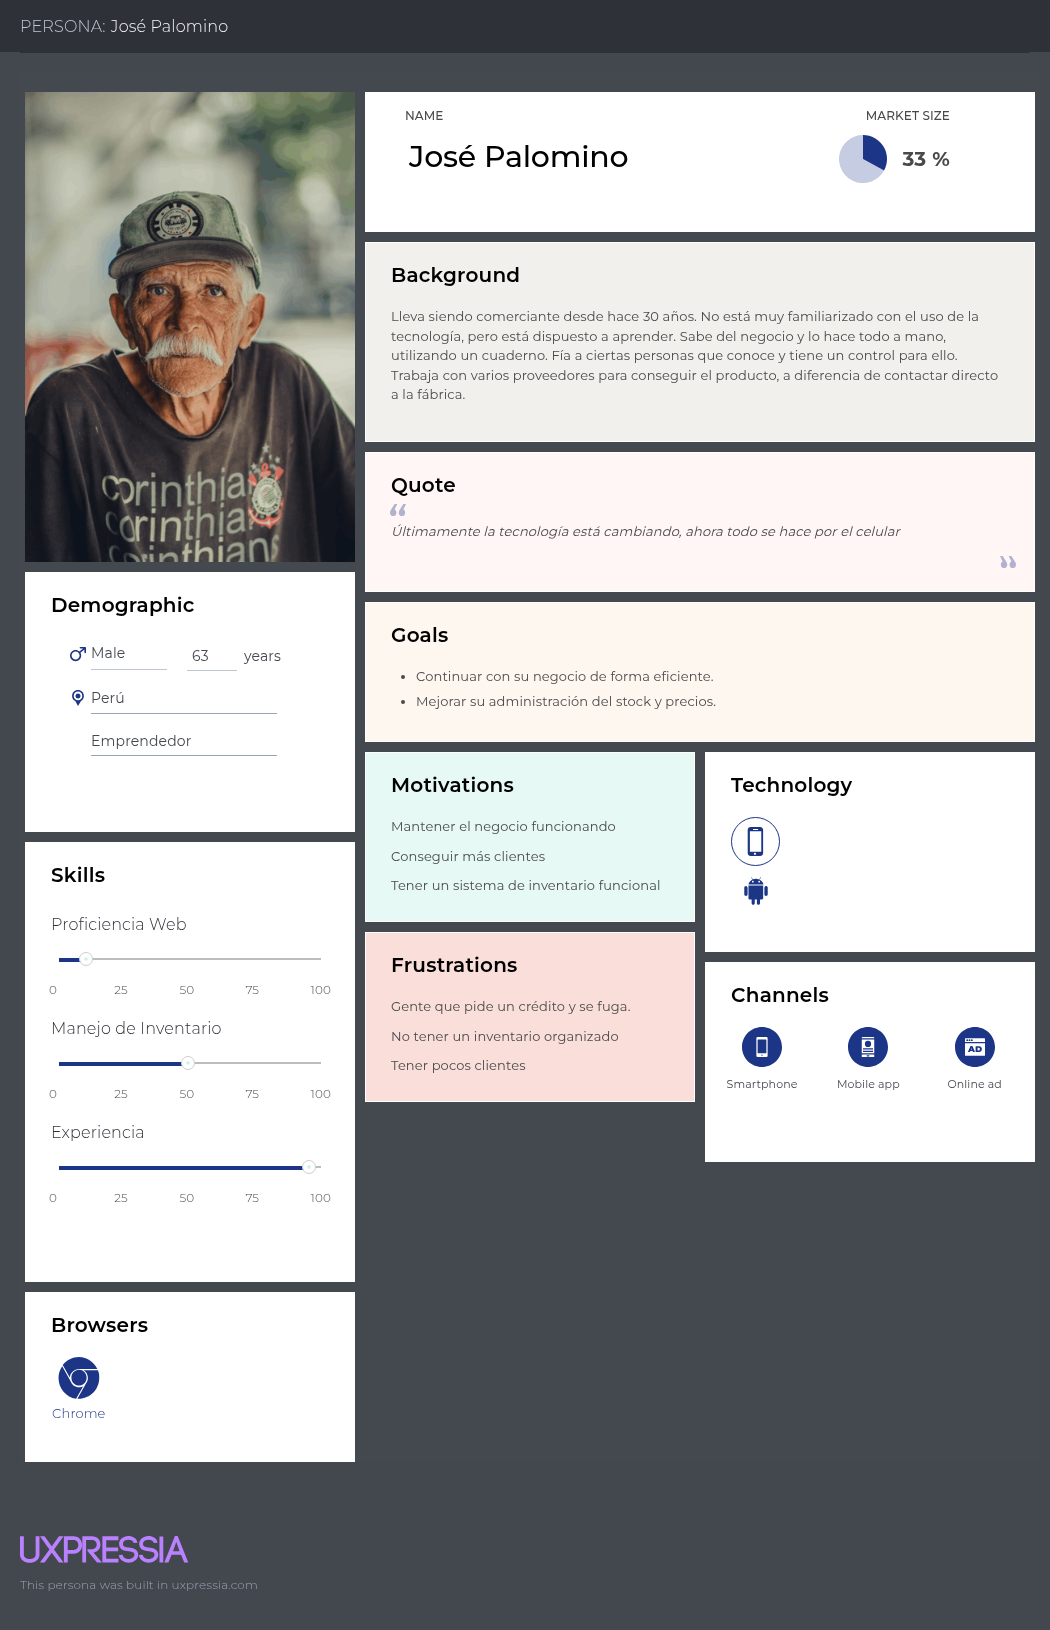 PERSONA: José Palomino
NAME
José Palomino
MARKET SIZE
33 %
Background
Lleva siendo comerciante desde hace 30 años. No está muy familiarizado con el uso de la
tecnología, pero está dispuesto a aprender. Sabe del negocio y lo hace todo a mano,
utilizando un cuaderno. Fía a ciertas personas que conoce y tiene un control para ello.
Trabaja con varios proveedores para conseguir el producto, a diferencia de contactar directo
a la fábrica.
Quote
“
Últimamente la tecnología está cambiando, ahora todo se hace por el celular
”
Goals
• Continuar con su negocio de forma eficiente.
• Mejorar su administración del stock y precios.
corinthia
corinthian
corinthians
Demographic
Male
63 years
Perú
Emprendedor
Motivations
Mantener el negocio funcionando
Conseguir más clientes
Tener un sistema de inventario funcional
Technology
Skills
Proficiencia Web
0 25 50 75 100
Manejo de Inventario
0 25 50 75 100
Experiencia
0 25 50 75 100
Frustrations
Gente que pide un crédito y se fuga.
No tener un inventario organizado
Tener pocos clientes
Channels
AD
Smartphone Mobile app Online ad
Browsers
Chrome
UXPRESSIA
This persona was built in uxpressia.com